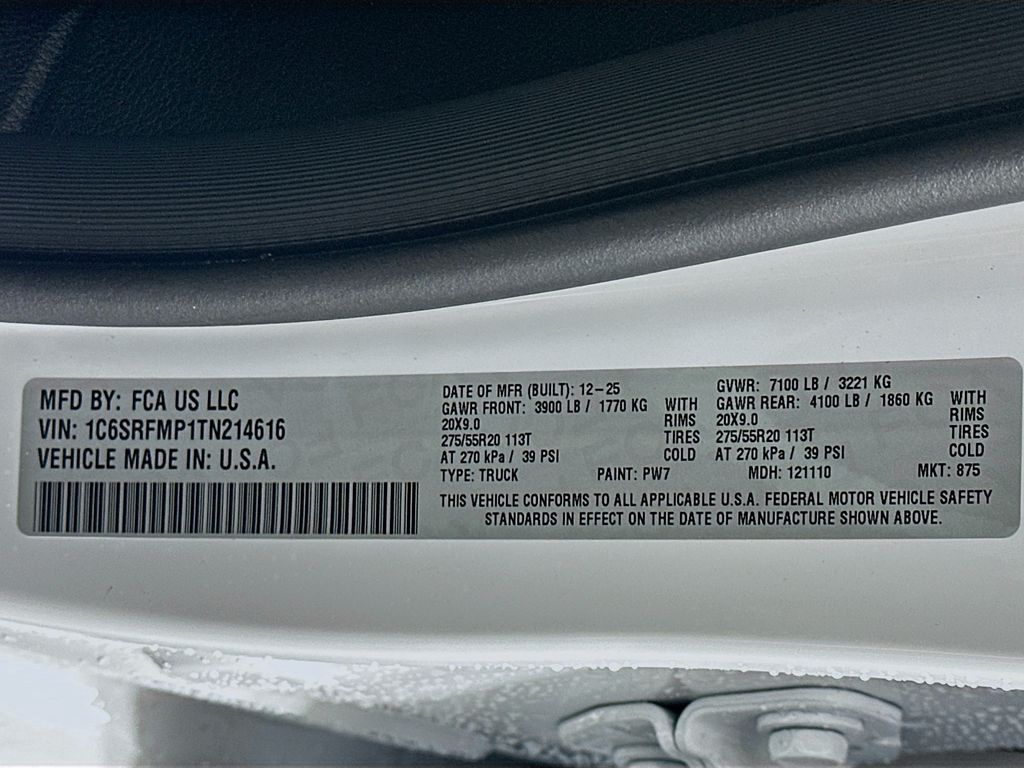 MFD BY: FCA US LLC
VIN: 1C6SRFMP1TN214616
VEHICLE MADE IN: U.S.A.
DATE OF MFR (BUILT): 12-25
GAWR FRONT: 3900 LB / 1770 KG WITH
20X9.0 RIMS
275/55R20 113T TIRES
AT 270 kPa / 39 PSI COLD
GVWR: 7100 LB / 3221 KG
GAWR REAR: 4100 LB / 1860 KG WITH
20X9.0 RIMS
275/55R20 113T TIRES
AT 270 kPa / 39 PSI COLD
TYPE: TRUCK PAINT: PW7 MDH: 121110 MKT: 875
THIS VEHICLE CONFORMS TO ALL APPLICABLE U.S.A. FEDERAL MOTOR VEHICLE SAFETY
STANDARDS IN EFFECT ON THE DATE OF MANUFACTURE SHOWN ABOVE.